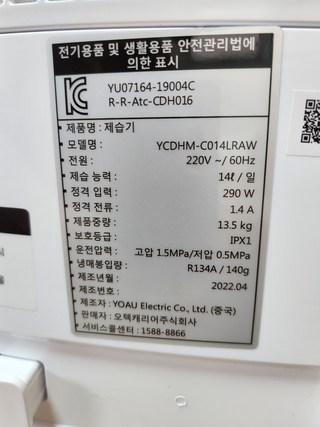 전기용품 및 생활용품 안전관리법에
의한 표시
YU07164-19004C
R-R-Atc-CDH016
• 제품명 : 제습기
• 모델명 : YCDHM-C014LRAW
• 전원 : 220V ~/ 60Hz
• 제습 능력 : 14ℓ / 일
• 정격 입력 : 290 W
• 정격 전류 : 1.4 A
• 제품중량 : 13.5 kg
• 보호등급 : IPX1
• 운전압력 : 고압 1.5MPa/저압 0.5MPa
• 냉매봉입량 : R134A / 140g
• 제조년월 : 2022.04
• 제조번호 :
• 제조자 : YOAU Electric Co., Ltd. (중국)
• 판매자 : 오텍캐리어주식회사
• 서비스콜센터 : 1588-8866